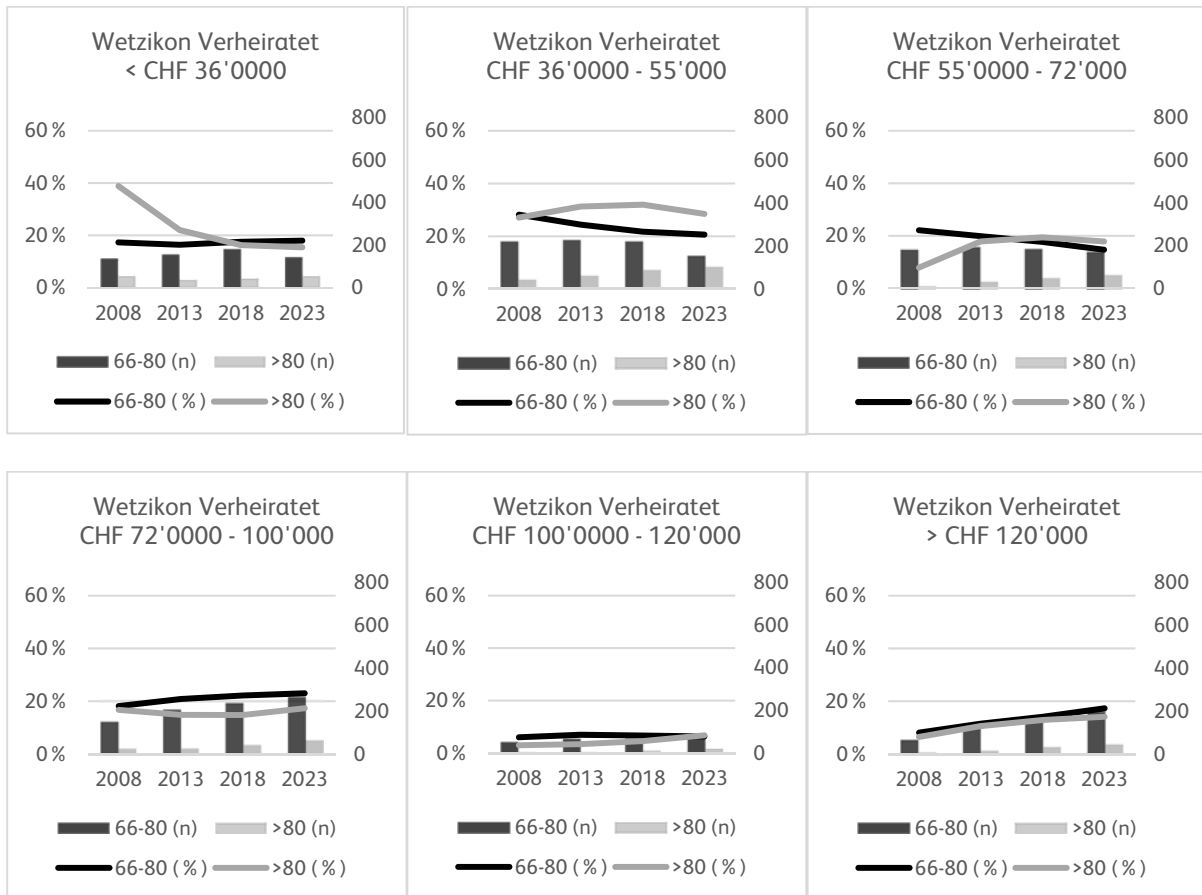 Wetzikon Verheiratet
< CHF 36'0000
60 %
40 %
20 %
0 %
800
600
400
200
0
2008 2013 2018 2023
66-80 (n) >80 (n)
66-80 ( %) >80 ( %)
Wetzikon Verheiratet
CHF 36'0000 - 55'000
60 %
40 %
20 %
0 %
800
600
400
200
0
2008 2013 2018 2023
66-80 (n) >80 (n)
66-80 ( %) >80 ( %)
Wetzikon Verheiratet
CHF 55'0000 - 72'000
60 %
40 %
20 %
0 %
800
600
400
200
0
2008 2013 2018 2023
66-80 (n) >80 (n)
66-80 ( %) >80 ( %)
Wetzikon Verheiratet
CHF 72'0000 - 100'000
60 %
40 %
20 %
0 %
800
600
400
200
0
2008 2013 2018 2023
66-80 (n) >80 (n)
66-80 ( %) >80 ( %)
Wetzikon Verheiratet
CHF 100'0000 - 120'000
60 %
40 %
20 %
0 %
800
600
400
200
0
2008 2013 2018 2023
66-80 (n) >80 (n)
66-80 ( %) >80 ( %)
Wetzikon Verheiratet
> CHF 120'000
60 %
40 %
20 %
0 %
800
600
400
200
0
2008 2013 2018 2023
66-80 (n) >80 (n)
66-80 ( %) >80 ( %)